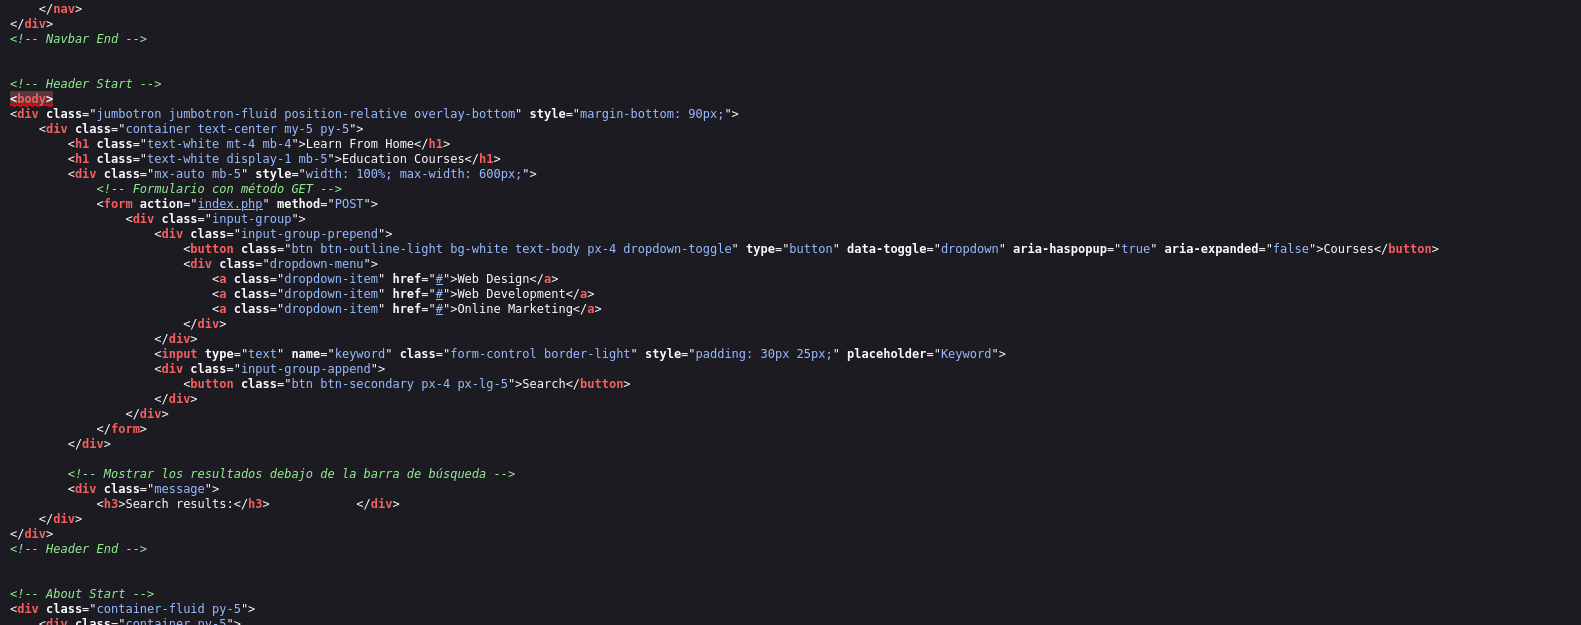 </nav>
</div>
<!-- Navbar End -->
<!-- Header Start -->
<body>
<div class="jumbotron jumbotron-fluid position-relative overlay-bottom" style="margin-bottom: 90px;">
<div class="container text-center my-5 py-5">
<h1 class="text-white mt-4 mb-4">Learn From Home</h1>
<h1 class="text-white display-1 mb-5">Education Courses</h1>
<div class="mx-auto mb-5" style="width: 100%; max-width: 600px;">
<!-- Formulario con método GET -->
<form action="index.php" method="POST">
<div class="input-group">
<div class="input-group-prepend">
<button class="btn btn-outline-light bg-white text-body px-4 dropdown-toggle" type="button" data-toggle="dropdown" aria-haspopup="true" aria-expanded="false">Courses</button>
<div class="dropdown-menu">
<a class="dropdown-item" href="#">Web Design</a>
<a class="dropdown-item" href="#">Web Development</a>
<a class="dropdown-item" href="#">Online Marketing</a>
</div>
</div>
<input type="text" name="keyword" class="form-control border-light" style="padding: 30px 25px;" placeholder="Keyword">
<div class="input-group-append">
<button class="btn btn-secondary px-4 px-lg-5">Search</button>
</div>
</div>
</form>
</div>
<!-- Mostrar los resultados debajo de la barra de búsqueda -->
<div class="message">
<h3>Search results:</h3>            </div>
</div>
</div>
<!-- Header End -->
<!-- About Start -->
<div class="container-fluid py-5">
<div class="container py-5">